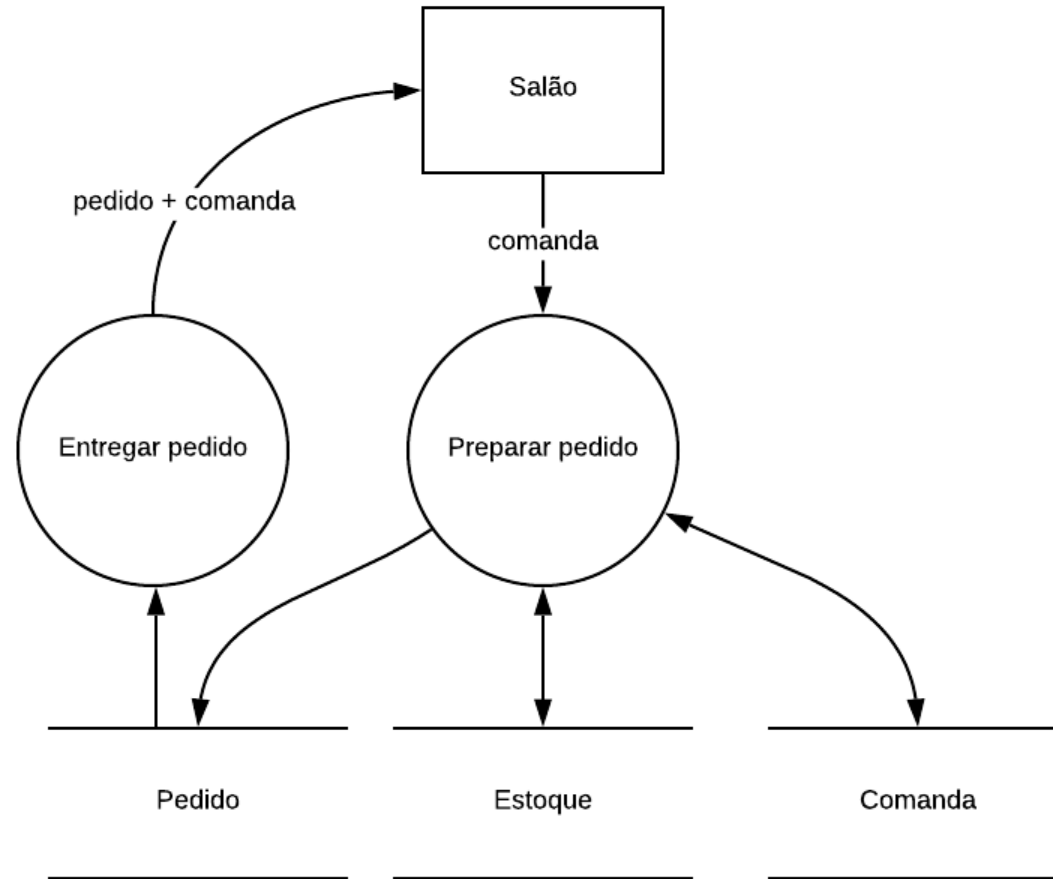 Salão
pedido + comanda
comanda
Entregar pedido
Preparar pedido
Pedido
Estoque
Comanda